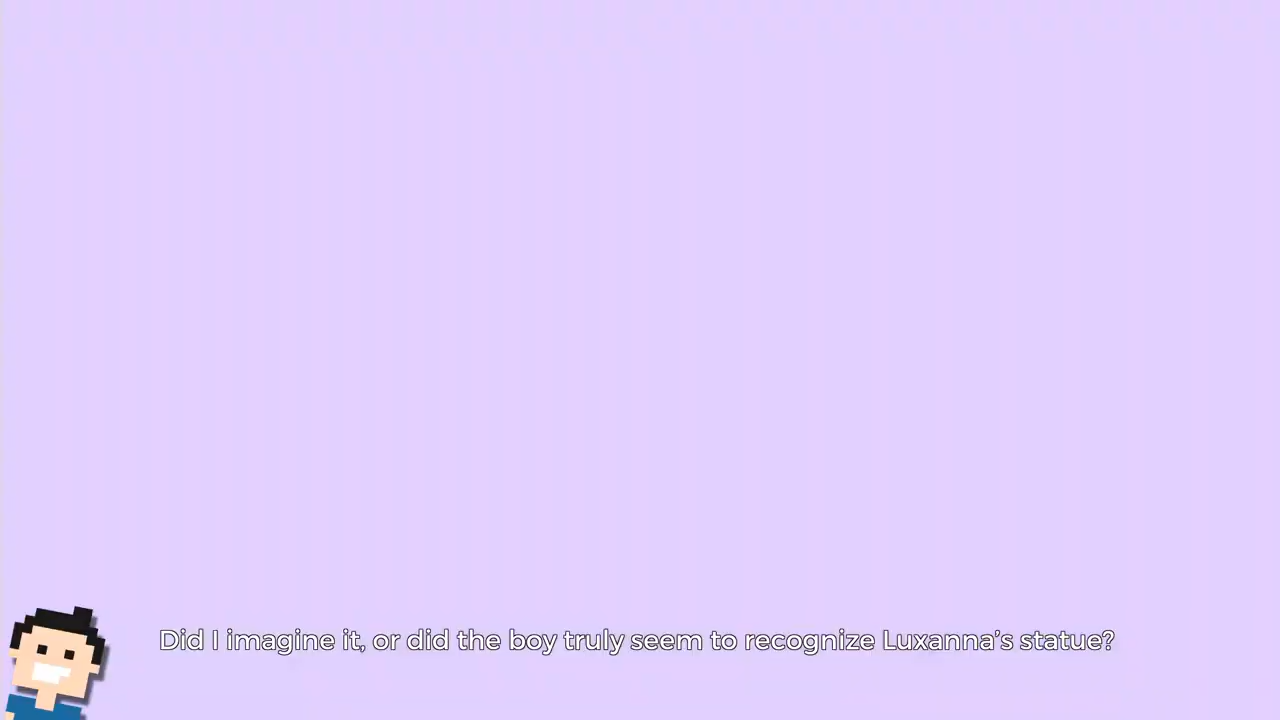 Did I imagine it, or did the boy truly seem to recognize Luxanna’s statue?